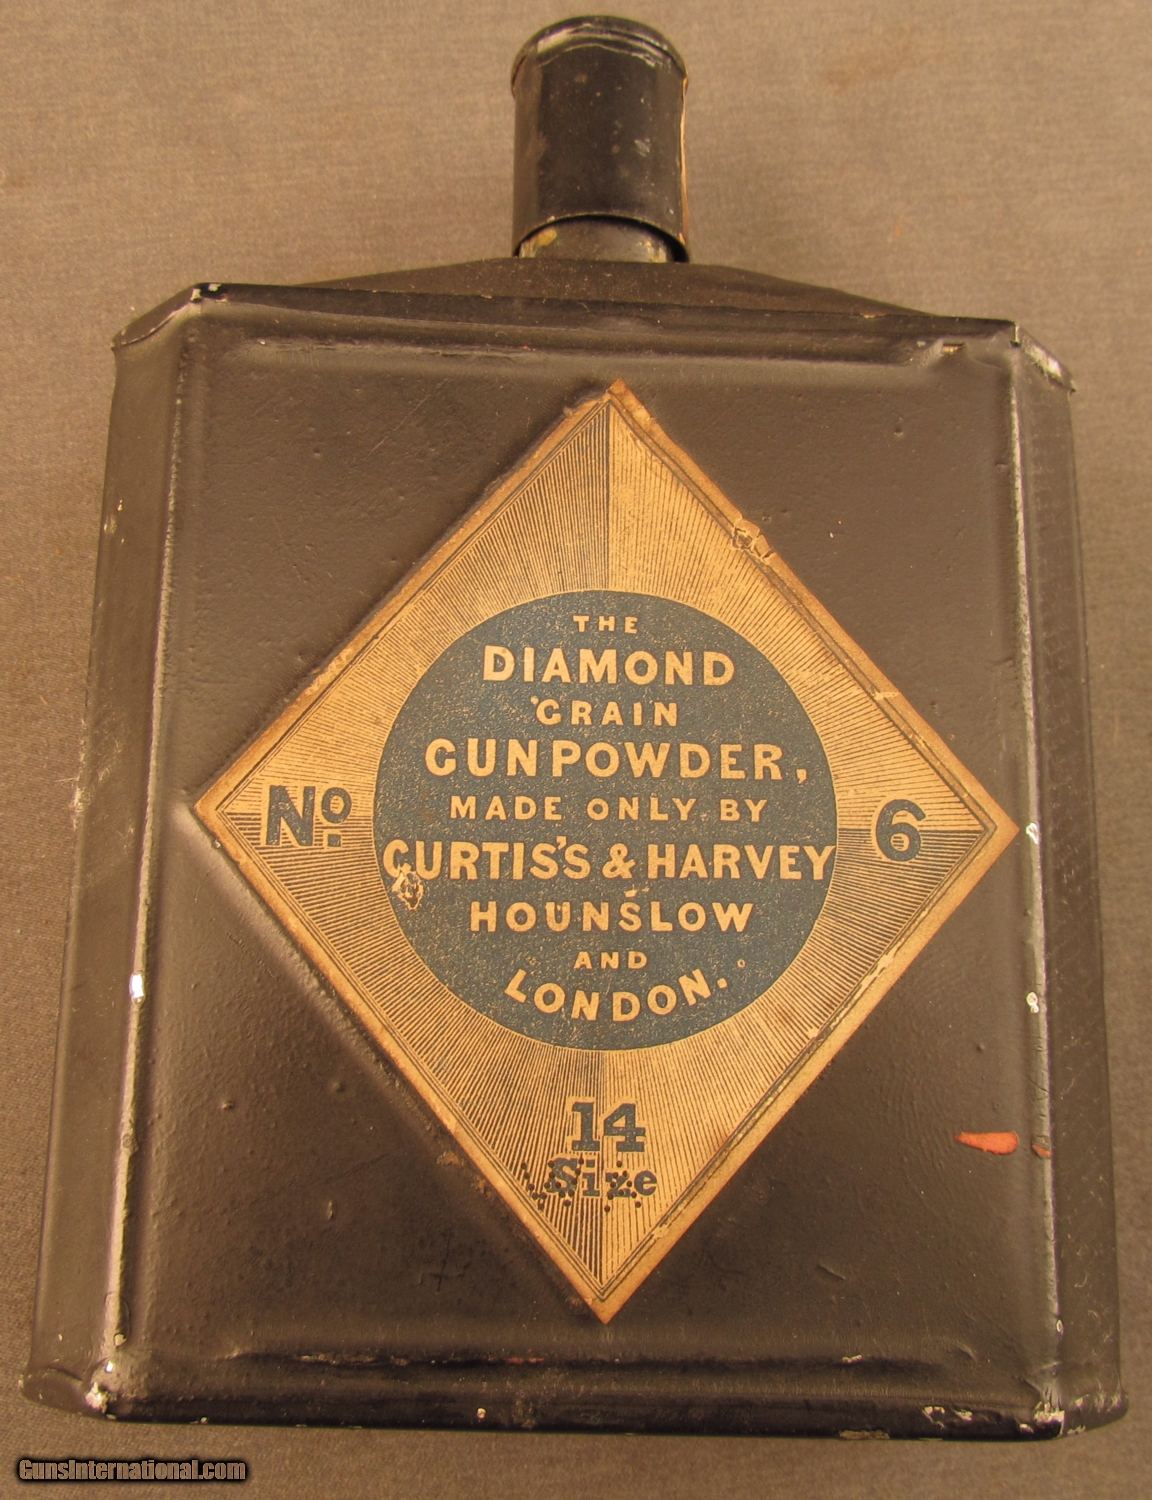 THE
DIAMOND
GRAIN
GUNPOWDER,
MADE ONLY BY
CURTIS'S & HARVEY
HOUNSLOW
AND
LONDON.
No. 6
14
Size
GunsInternational.com